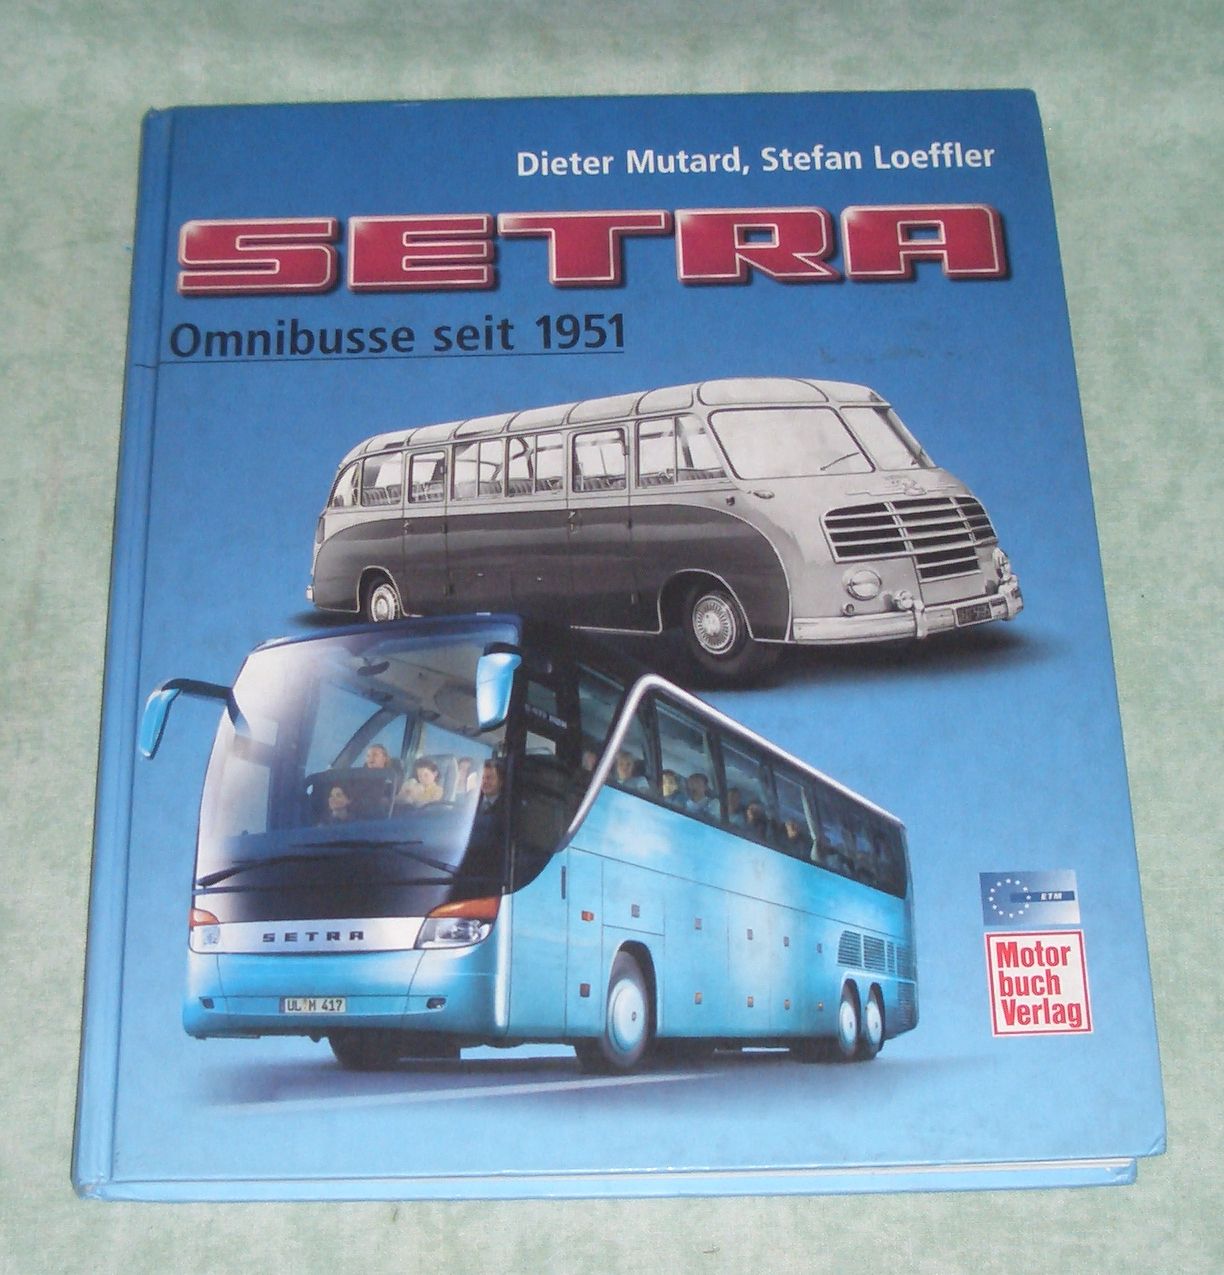 Dieter Mutard, Stefan Loeffler
SETRA
Omnibusse seit 1951
SETRA
UL M 417
ETM
Motor
buch
Verlag